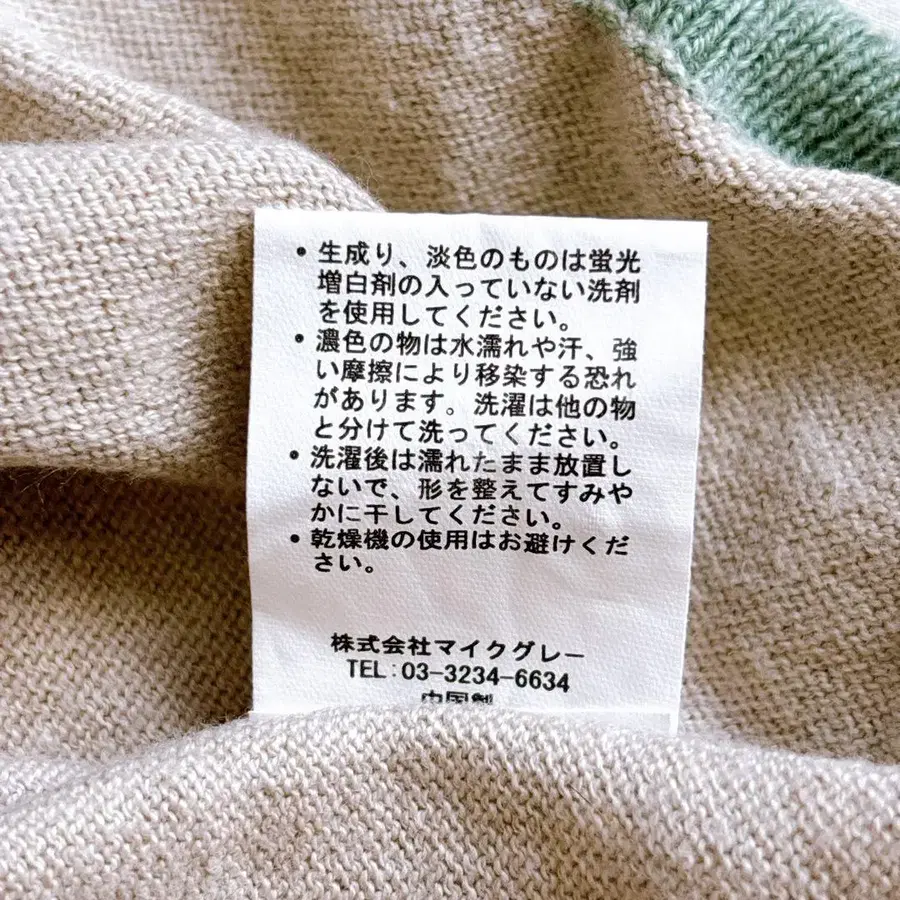 • 生成り、淡色のものは蛍光
増白剤の入っていない洗剤
を使用してください。
• 濃色の物は水濡れや汗、強
い摩擦により移染する恐れ
があります。洗濯は他の物
と分けて洗ってください。
• 洗濯後は濡れたまま放置し
ないで、形を整えてすみや
かに干してください。
• 乾燥機の使用はお避けくだ
さい。
株式会社マイクグレー
TEL:03-3234-6634
中国製